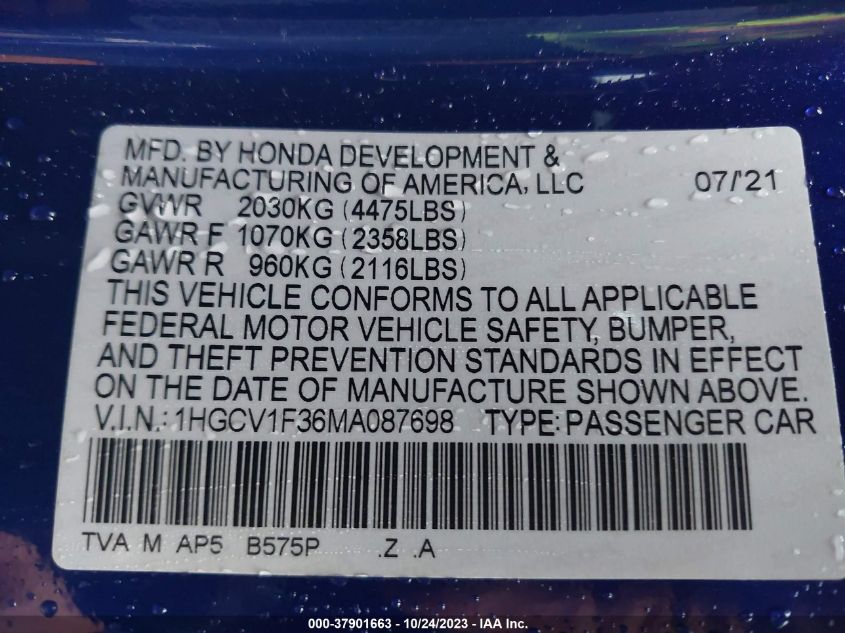 MFD. BY HONDA DEVELOPMENT &
MANUFACTURING OF AMERICA, LLC 07/'21
GVWR 2030KG (4475LBS)
GAWR F 1070KG (2358LBS)
GAWR R 960KG (2116LBS)
THIS VEHICLE CONFORMS TO ALL APPLICABLE
FEDERAL MOTOR VEHICLE SAFETY, BUMPER,
AND THEFT PREVENTION STANDARDS IN EFFECT
ON THE DATE OF MANUFACTURE SHOWN ABOVE.
V.I.N.: 1HGCV1F36MA087698 TYPE: PASSENGER CAR
TVA M AP5 B575P .Z .A
000-37901663 - 10/24/2023 - IAA Inc.